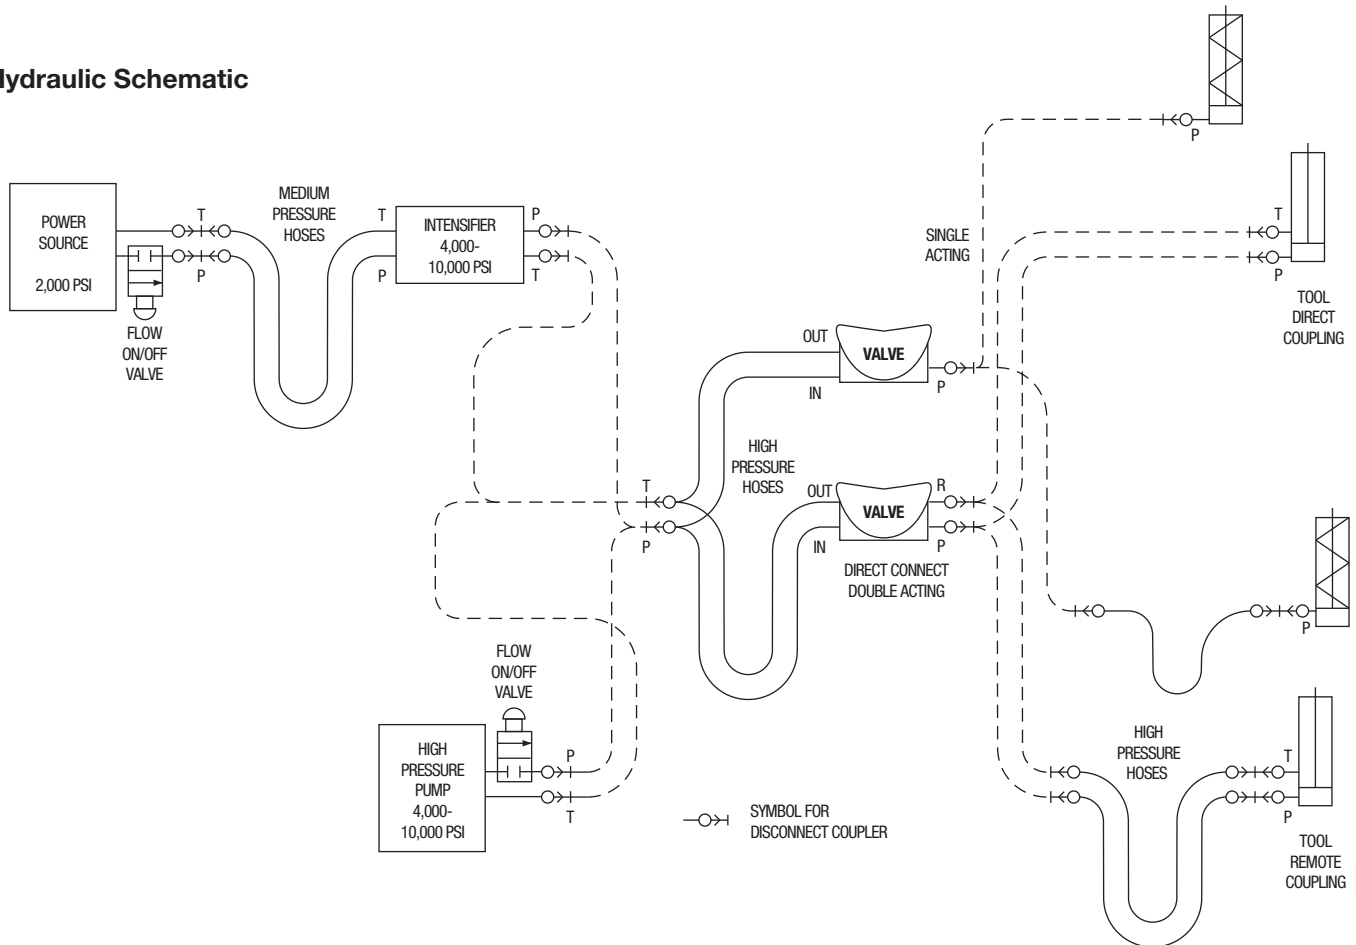 Hydraulic Schematic
P
T
TOOL
DIRECT
COUPLING
P
SINGLE
ACTING
POWER
SOURCE
2,000 PSI
FLOW
ON/OFF
VALVE
T
P
MEDIUM
PRESSURE
HOSES
T
P
INTENSIFIER
4,000-
10,000 PSI
P
T
OUT
VALVE
IN
P
HIGH
PRESSURE
HOSES
T
P
OUT
VALVE
IN
R
P
DIRECT CONNECT
DOUBLE ACTING
P
FLOW
ON/OFF
VALVE
HIGH
PRESSURE
PUMP
4,000-
10,000 PSI
P
T
SYMBOL FOR
DISCONNECT COUPLER
HIGH
PRESSURE
HOSES
T
P
TOOL
REMOTE
COUPLING